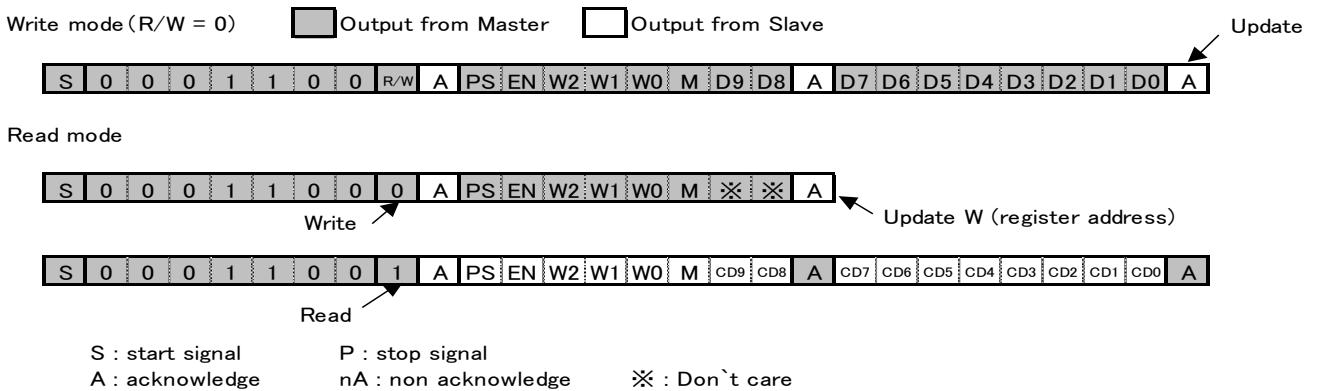 Write mode(R/W = 0) Output from Master Output from Slave Update
S 0 0 0 1 1 0 0 R/W A PS EN W2 W1 W0 M D9 D8 A D7 D6 D5 D4 D3 D2 D1 D0 A
Read mode
S 0 0 0 1 1 0 0 0 A PS EN W2 W1 W0 M ※ ※ A
Write Update W (register address)
S 0 0 0 1 1 0 0 1 A PS EN W2 W1 W0 M CD9 CD8 A CD7 CD6 CD5 CD4 CD3 CD2 CD1 CD0 A
Read
S : start signal P : stop signal
A : acknowledge nA : non acknowledge ※ : Don`t care